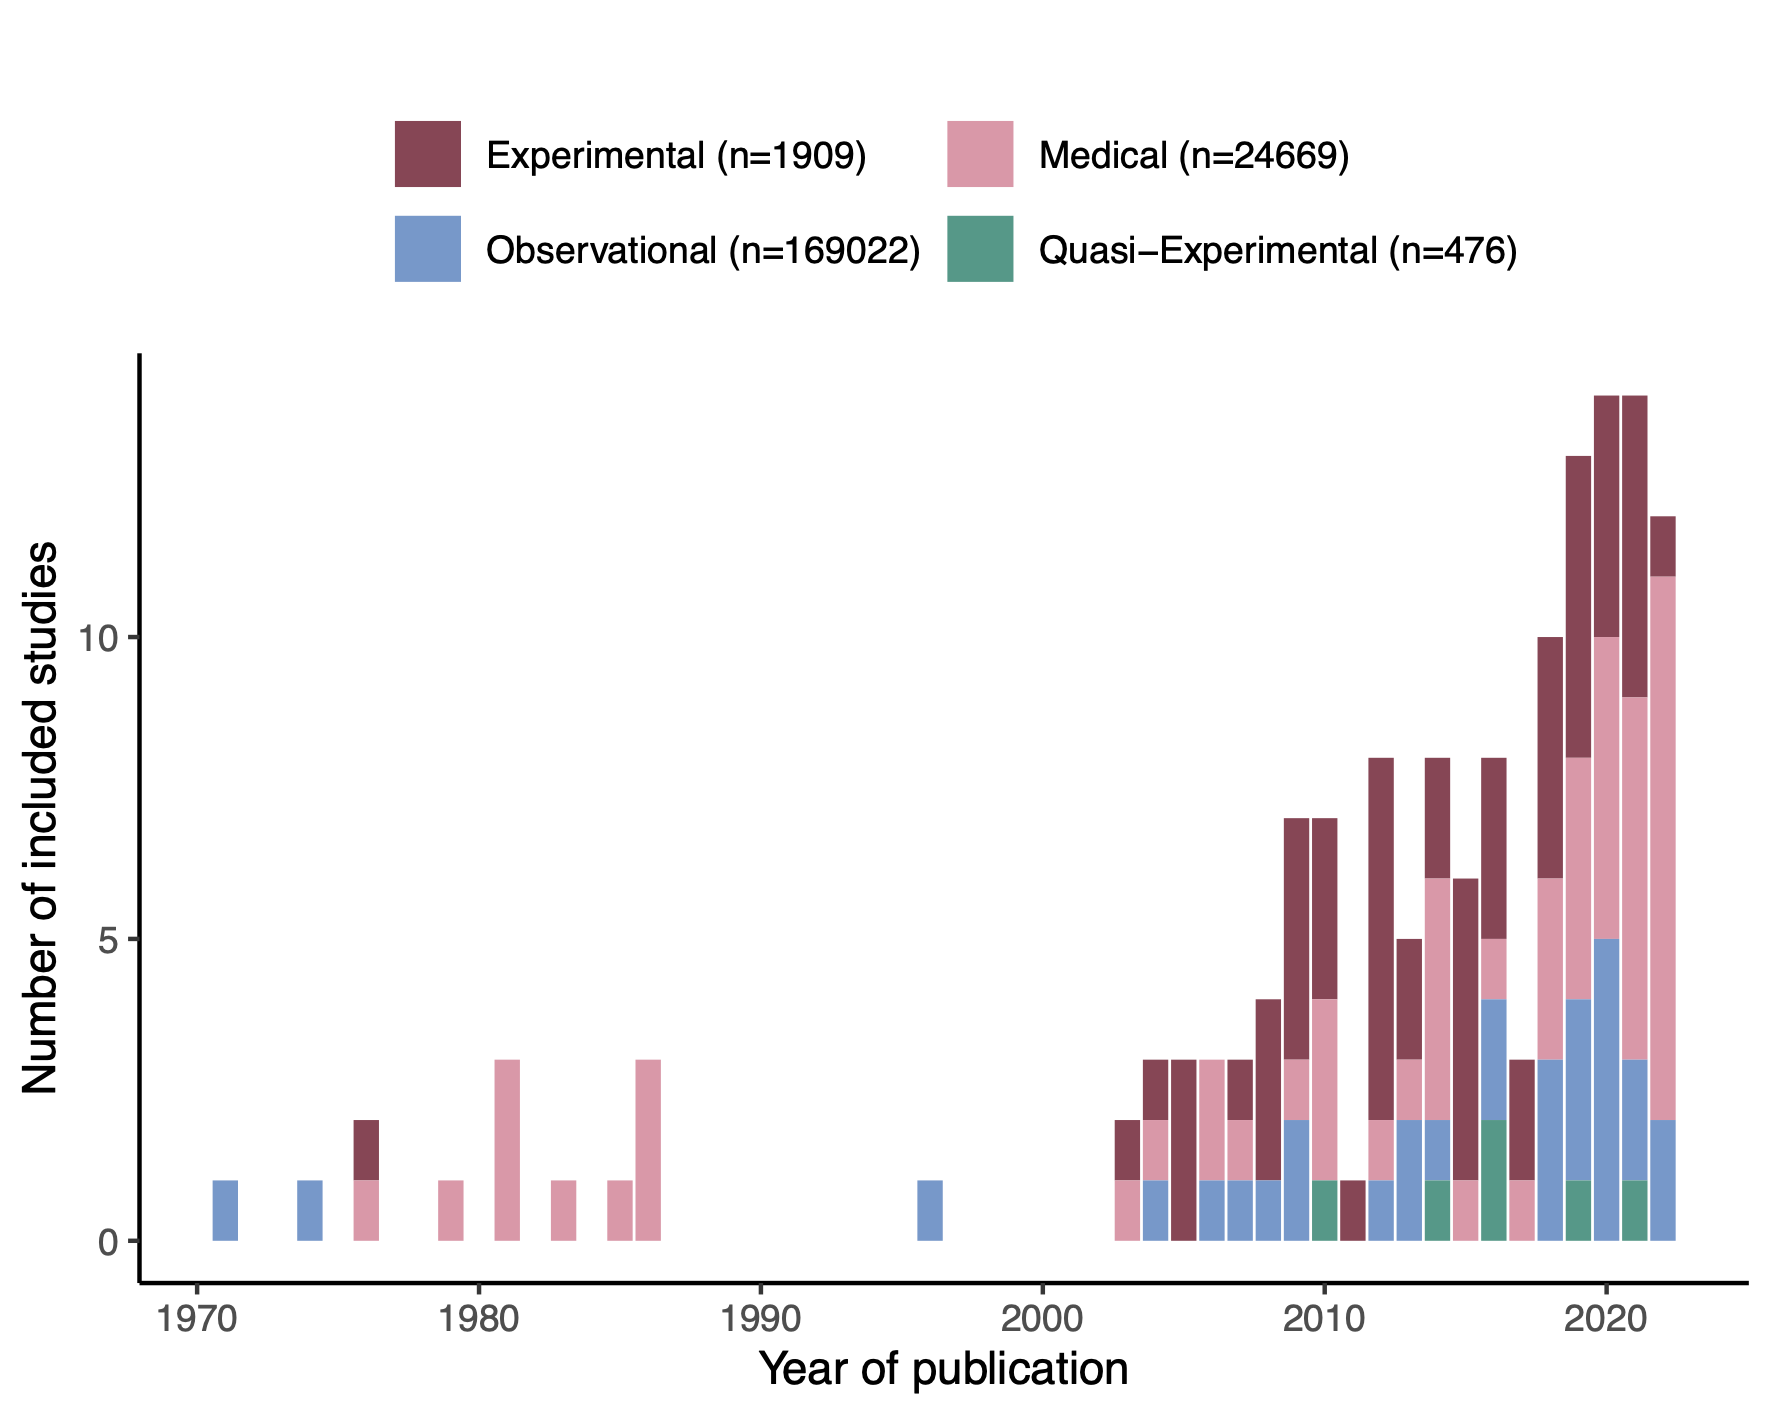 Experimental (n=1909)
Medical (n=24669)
Observational (n=169022)
Quasi−Experimental (n=476)
Number of included studies
10
5
0
1970
1980
1990
2000
2010
2020
Year of publication